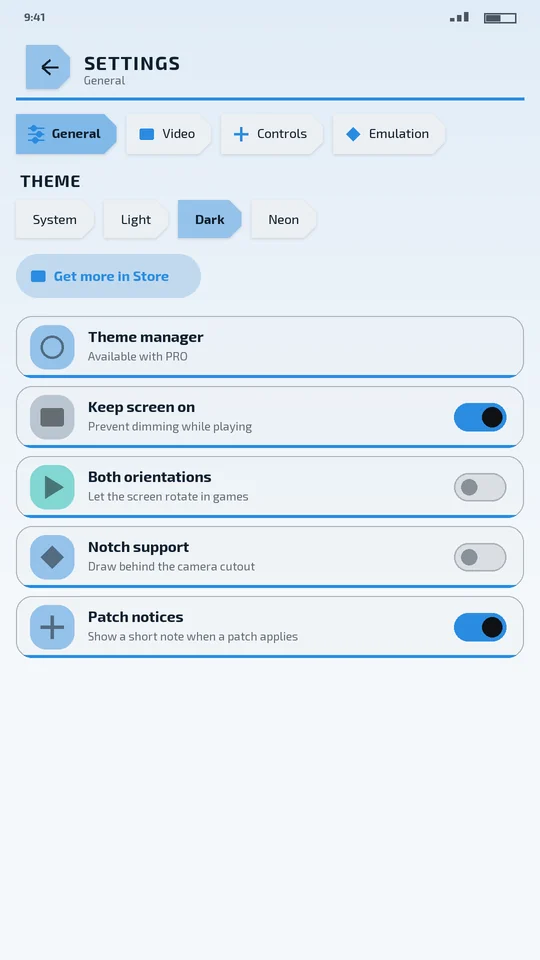 9:41
SETTINGS
General
General
Video
Controls
Emulation
THEME
System
Light
Dark
Neon
Get more in Store
Theme manager
Available with PRO
Keep screen on
Prevent dimming while playing
Both orientations
Let the screen rotate in games
Notch support
Draw behind the camera cutout
Patch notices
Show a short note when a patch applies